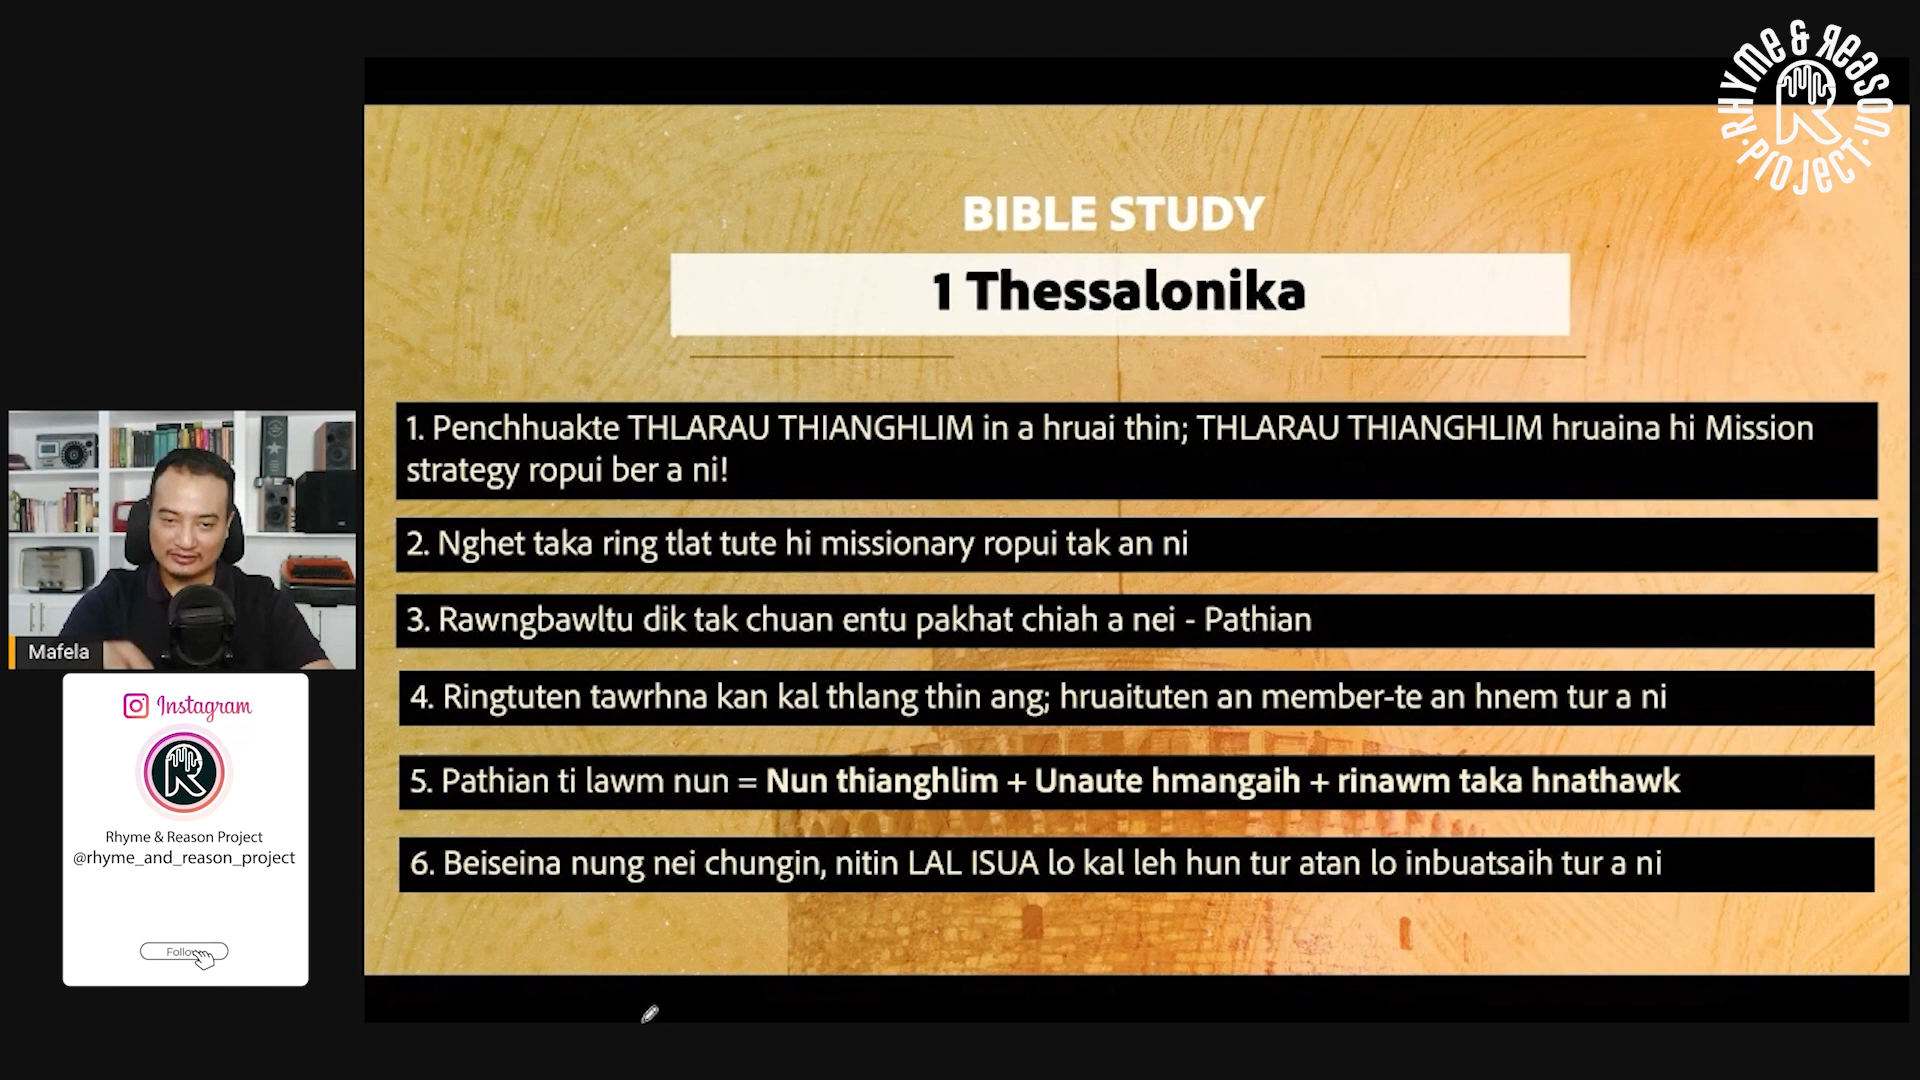 RHYME & REASON PROJECT
BIBLE STUDY
1 Thessalonika
1. Penchhuakte THLARAU THIANGHLIM in a hruai thin; THLARAU THIANGHLIM hruaina hi Mission
strategy ropui ber a ni!
2. Nghet taka ring tlat tute hi missionary ropui tak an ni
3. Rawngbawltu dik tak chuan entu pakhat chiah a nei - Pathian
4. Ringtuten tawrhna kan kal thlang thin ang; hruaituten an member-te an hnem tur a ni
5. Pathian ti lawm nun = Nun thianghlim + Unaute hmangaih + rinawm taka hnathawk
6. Beiseina nung nei chungin, nitin LAL ISUA lo kal leh hun tur atan lo inbuatsaih tur a ni
Mafela
Instagram
Rhyme & Reason Project
@rhyme_and_reason_project
Follow